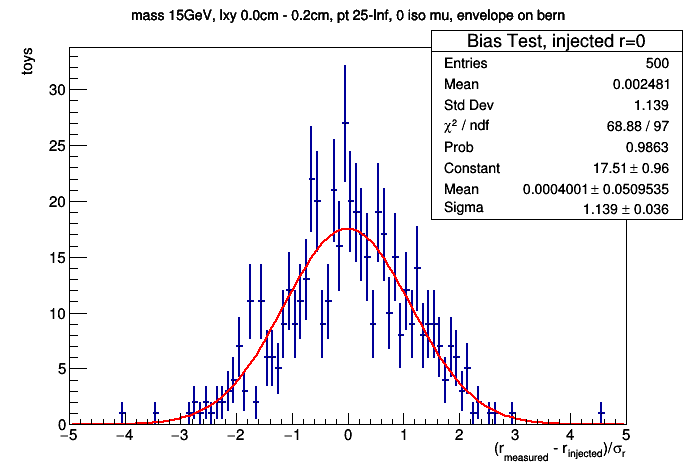 mass 15GeV, lxy 0.0cm - 0.2cm, pt 25-Inf, 0 iso mu, envelope on bern
Bias Test, injected r=0
Entries 500
Mean 0.002481
Std Dev 1.139
χ² / ndf 68.88 / 97
Prob 0.9863
Constant 17.51 ± 0.96
Mean 0.0004001 ± 0.0509535
Sigma 1.139 ± 0.036
toys
30
25
20
15
10
5
0
−5 −4 −3 −2 −1 0 1 2 3 4 5
(r_measured - r_injected)/σ_r